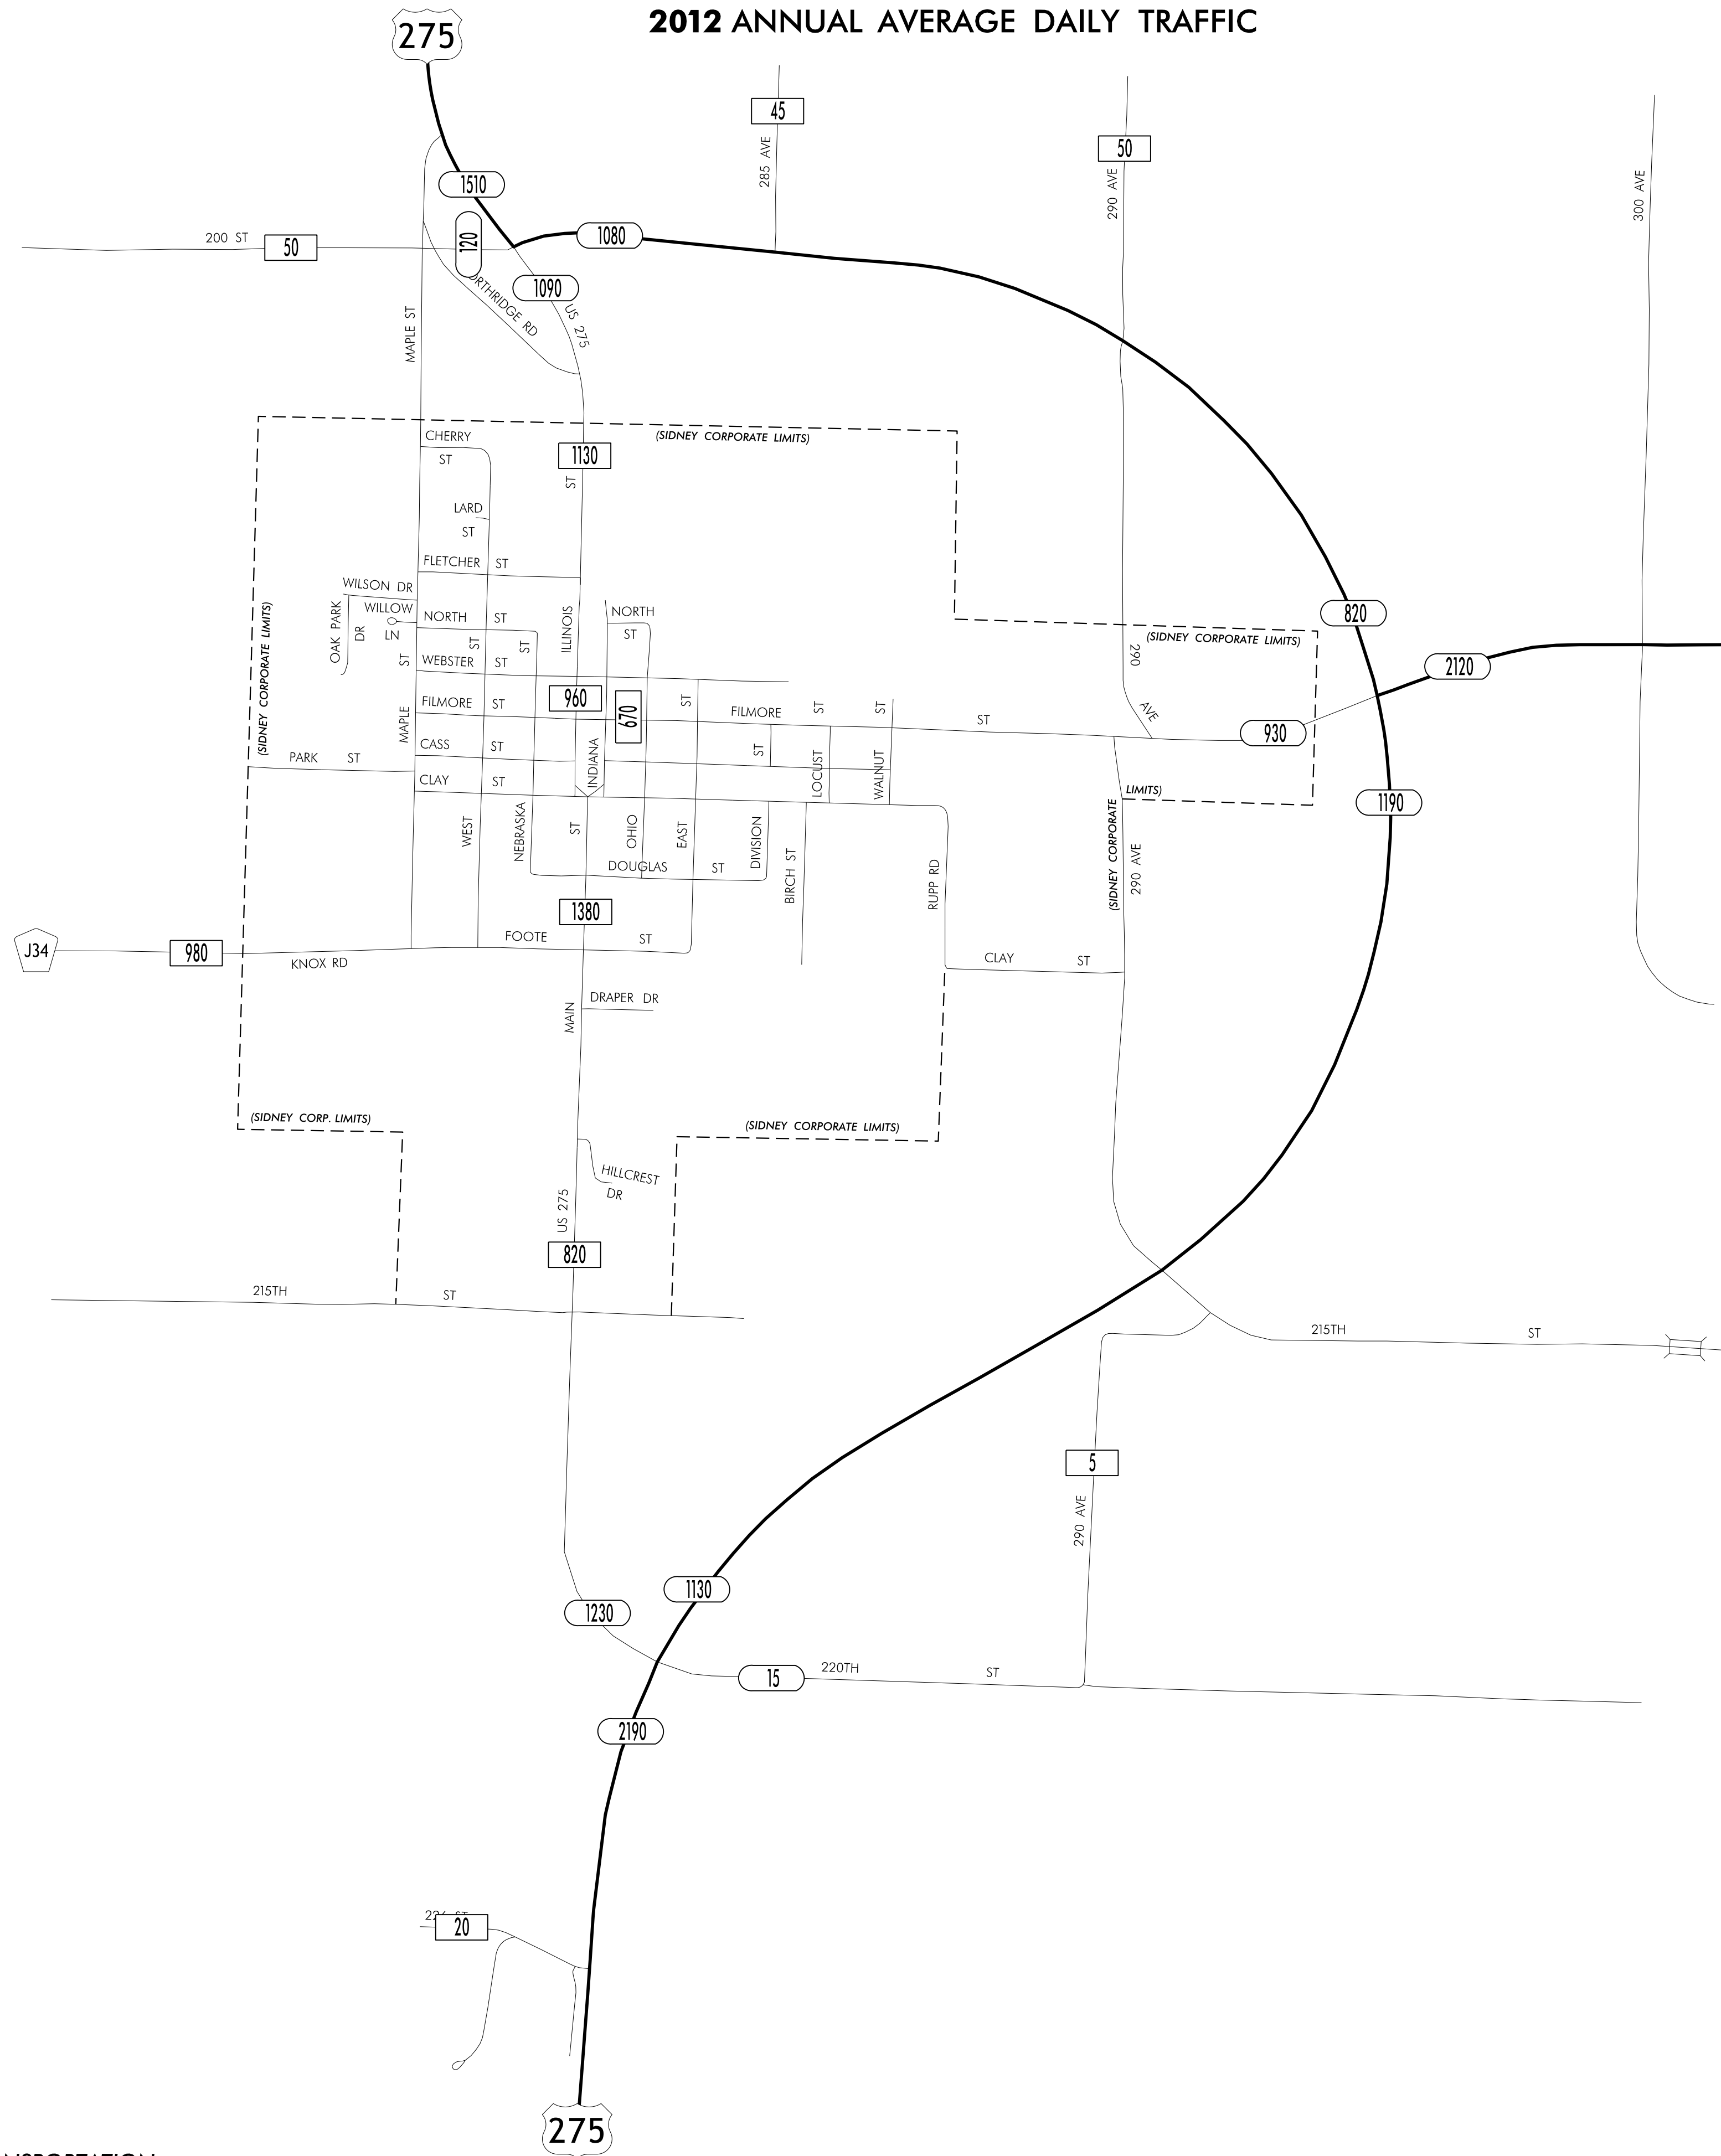 2012 ANNUAL AVERAGE DAILY TRAFFIC
275
45
285 AVE
50
290 AVE
300 AVE
1510
120
200 ST
50
1080
1090
US 275
MAPLE ST
CHERRY
ST
(SIDNEY CORPORATE LIMITS)
1130
ST
LARD
ST
FLETCHER ST
WILSON DR
WILLOW
LN
OAK PARK
DR
(SIDNEY CORPORATE LIMITS)
NORTH ST
ST
ST
ST
ILLINOIS
NORTH
ST
820
(SIDNEY CORPORATE LIMITS)
290
AVE
2120
WEBSTER ST
960
670
ST
FILMORE ST
FILMORE
ST
ST
ST
MAPLE
930
CASS ST
INDIANA
ST
LOCUST
WALNUT
PARK ST
CLAY ST
LIMITS)
(SIDNEY CORPORATE
290 AVE
1190
WEST
NEBRASKA
ST
OHIO
EAST
DIVISION
BIRCH ST
RUPP RD
DOUGLAS ST
1380
J34
980
KNOX RD
FOOTE ST
CLAY ST
MAIN
DRAPER DR
(SIDNEY CORP. LIMITS)
(SIDNEY CORPORATE LIMITS)
HILLCREST
DR
US 275
820
215TH ST
215TH ST
5
290 AVE
1130
1230
15
220TH ST
2190
20
275